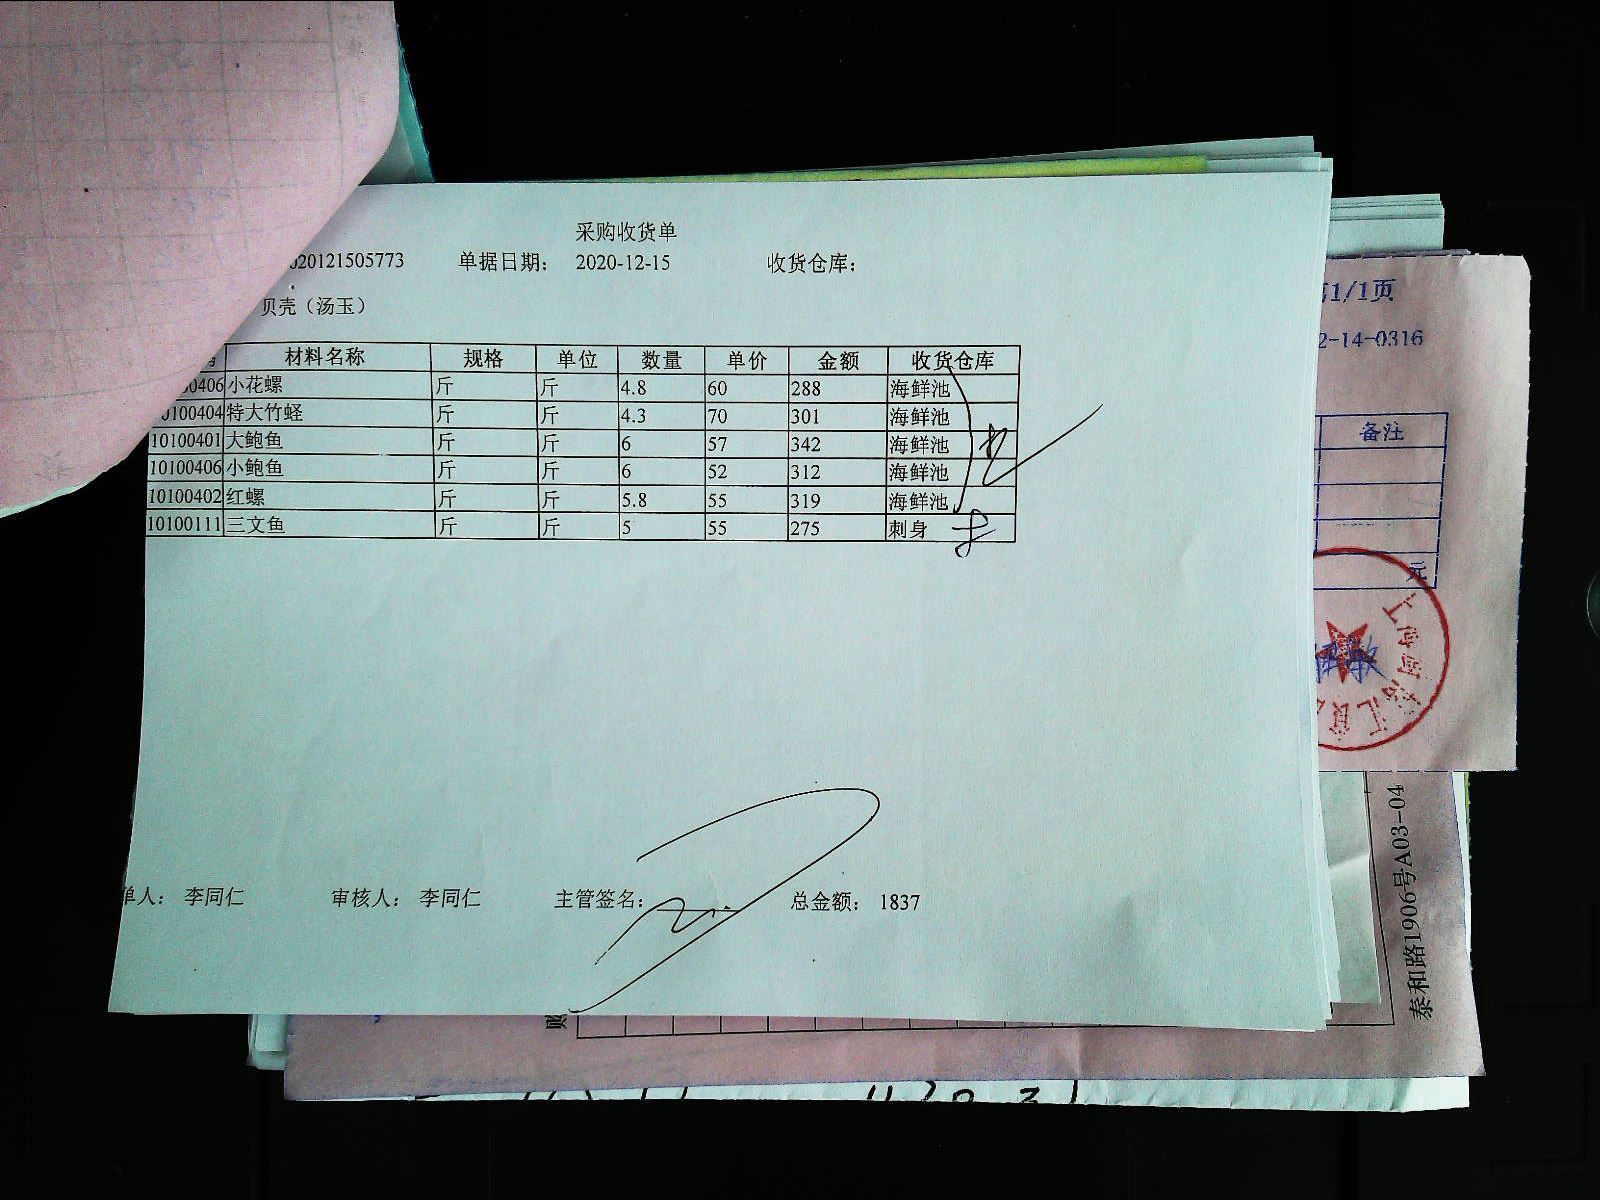 采购收货单
020121505773 单据日期: 2020-12-15 收货仓库:
贝壳（汤玉）
材料名称 规格 单位 数量 单价 金额 收货仓库
0406 小花螺 斤 斤 4.8 60 288 海鲜池
0100404 特大竹蛏 斤 斤 4.3 70 301 海鲜池
10100401 大鲍鱼 斤 斤 6 57 342 海鲜池
10100406 小鲍鱼 斤 斤 6 52 312 海鲜池
10100402 红螺 斤 斤 5.8 55 319 海鲜池
10100111 三文鱼 斤 斤 5 55 275 刺身
单人: 李同仁 审核人: 李同仁 主管签名: 总金额: 1837
1/1页
2-14-0316
备注
元
泰和路1906号A03-04